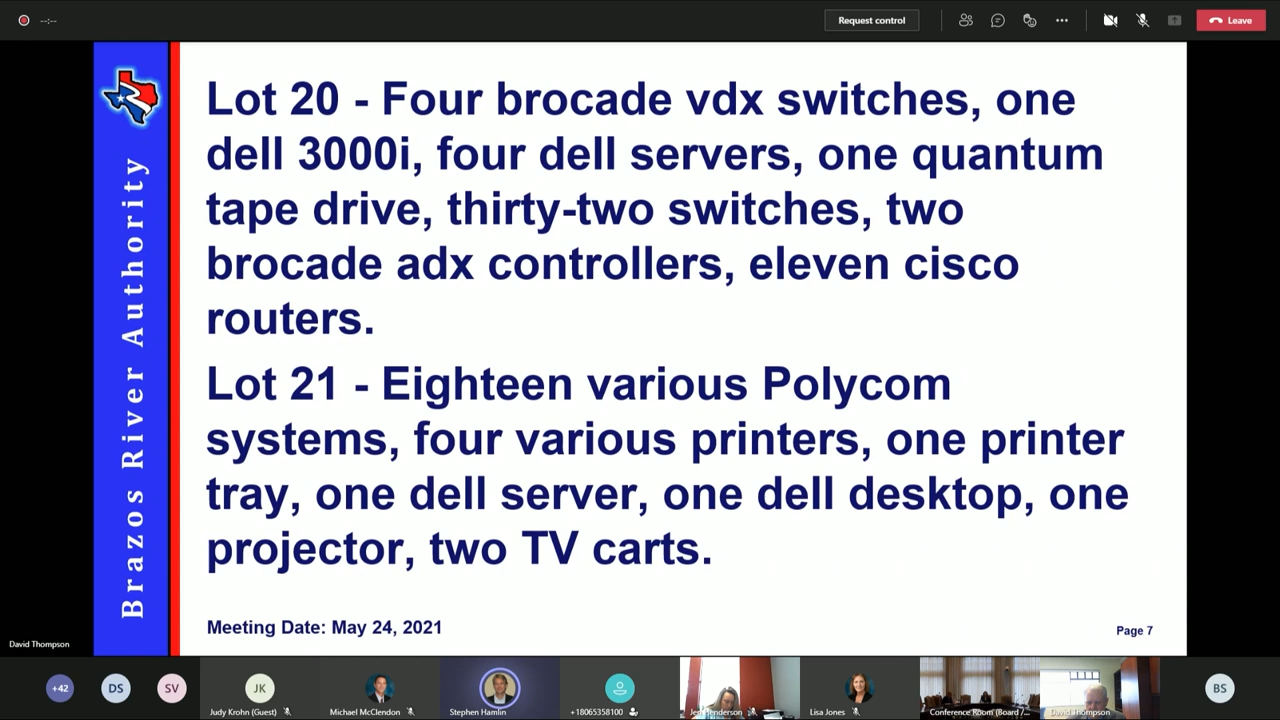 --:--
Request control
Leave
Brazos River Authority
Lot 20 - Four brocade vdx switches, one
dell 3000i, four dell servers, one quantum
tape drive, thirty-two switches, two
brocade adx controllers, eleven cisco
routers.
Lot 21 - Eighteen various Polycom
systems, four various printers, one printer
tray, one dell server, one dell desktop, one
projector, two TV carts.
Meeting Date: May 24, 2021
Page 7
David Thompson
+42
DS
SV
JK
Judy Krohn (Guest)
Michael McClendon
Stephen Hamlin
+18065358100
Henderson
Lisa Jones
Conference Room (Board /...
David Thompson
BS